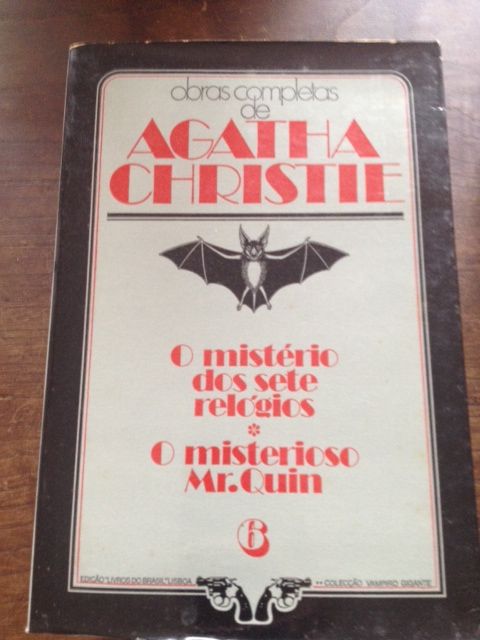 obras completas
de
AGATHA
CHRISTIE
O mistério
dos sete
relógios
*
O misterioso
Mr. Quin
6
EDIÇÃO "LIVROS DO BRASIL" LISBOA ** COLECÇÃO VAMPIRO GIGANTE